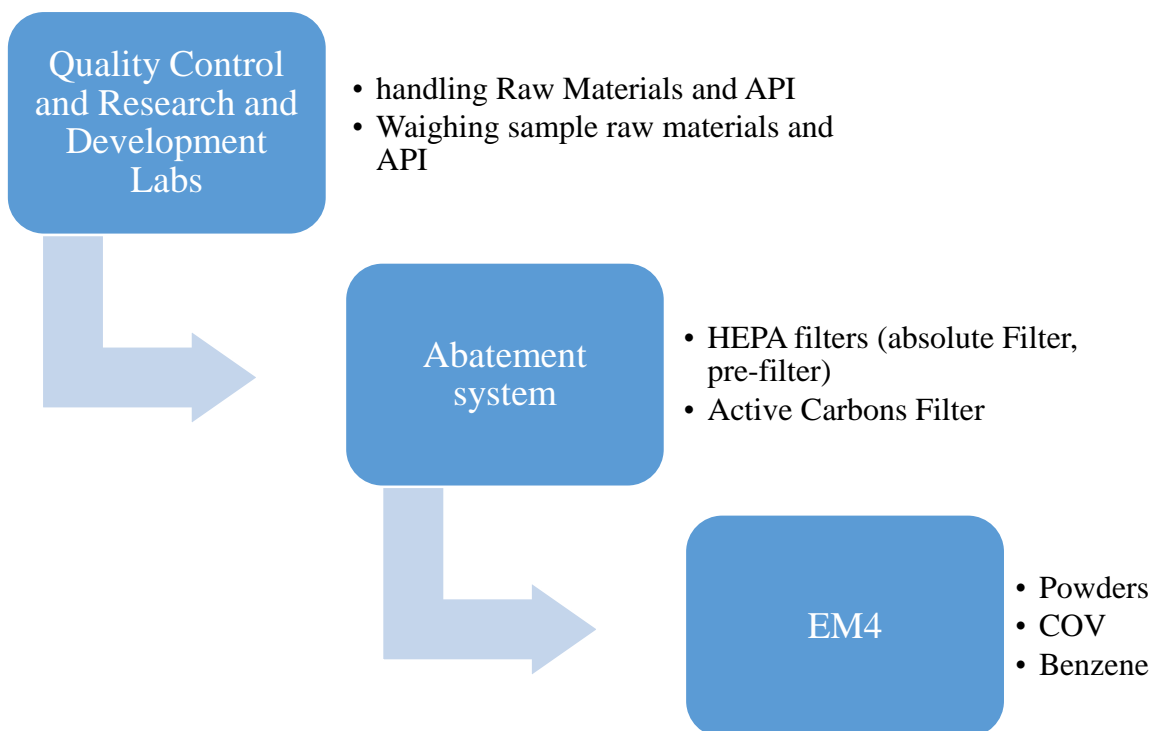 Quality Control
and Research and
Development
Labs
• handling Raw Materials and API
• Waighing sample raw materials and
API
Abatement
system
• HEPA filters (absolute Filter,
pre-filter)
• Active Carbons Filter
EM4
• Powders
• COV
• Benzene